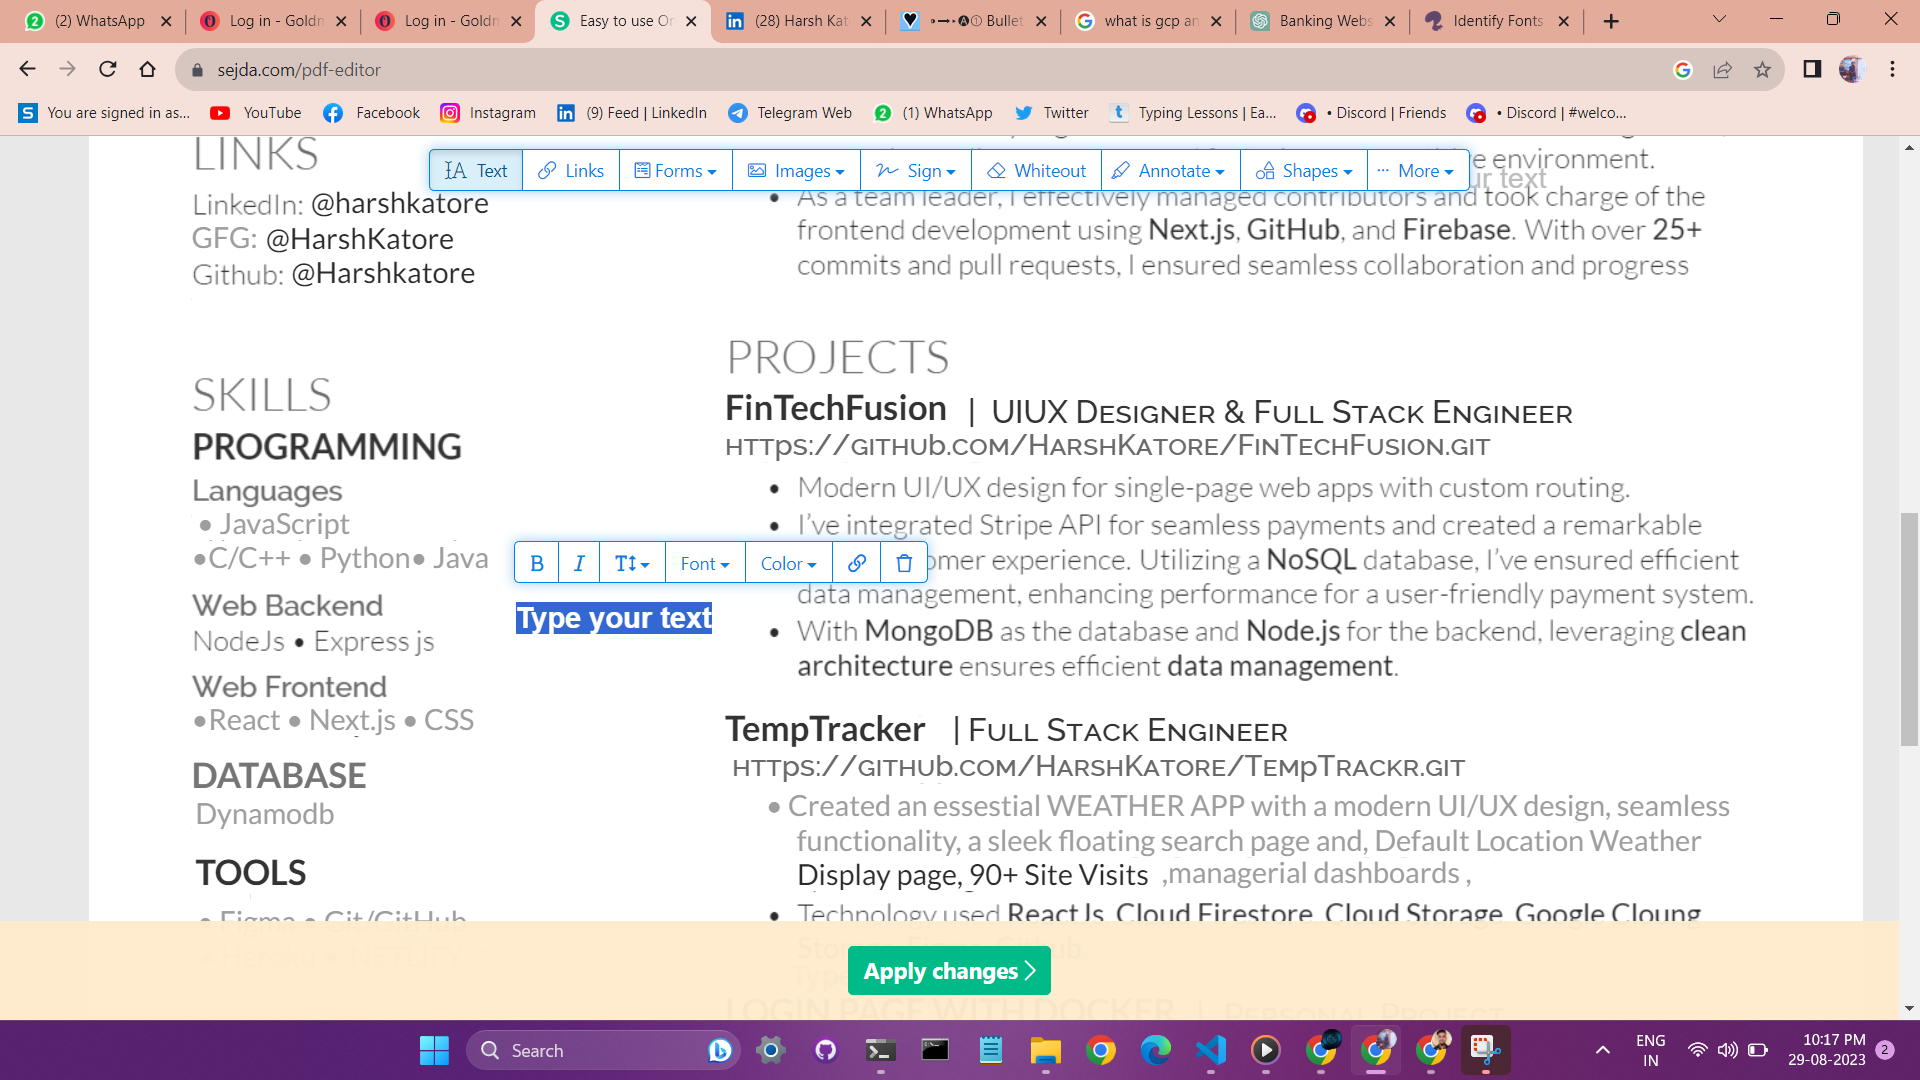 (2) WhatsApp
Log in - Goldn
Log in - Goldn
Easy to use On
(28) Harsh Kat
Bullet
what is gcp an
Banking Webs
Identify Fonts
sejda.com/pdf-editor
You are signed in as...
YouTube
Facebook
Instagram
(9) Feed | LinkedIn
Telegram Web
(1) WhatsApp
Twitter
Typing Lessons | Ea...
• Discord | Friends
• Discord | #welco...
Text
Links
Forms
Images
Sign
Whiteout
Annotate
Shapes
More
LINKS
LinkedIn: @harshkatore
GFG: @HarshKatore
Github: @Harshkatore
SKILLS
PROGRAMMING
Languages
• JavaScript
•C/C++ • Python• Java
Web Backend
NodeJs • Express js
Web Frontend
•React • Next.js • CSS
DATABASE
Dynamodb
TOOLS
• Figma • Git/GitHub
• Heroku • NETLIFY
B I Font Color
Type your text
environment.
ur text
• As a team leader, I effectively managed contributors and took charge of the
frontend development using Next.js, GitHub, and Firebase. With over 25+
commits and pull requests, I ensured seamless collaboration and progress
PROJECTS
FinTechFusion | UIUX DESIGNER & FULL STACK ENGINEER
HTTps://GITHUb.COM/HARSHKATORE/FINTECHFUSION.GIT
• Modern UI/UX design for single-page web apps with custom routing.
• I've integrated Stripe API for seamless payments and created a remarkable
omer experience. Utilizing a NoSQL database, I've ensured efficient
data management, enhancing performance for a user-friendly payment system.
• With MongoDB as the database and Node.js for the backend, leveraging clean
architecture ensures efficient data management.
TempTracker | FULL STACK ENGINEER
HTTps://GITHUb.COM/HARSHKATORE/TEMpTRACKR.GIT
• Created an essestial WEATHER APP with a modern UI/UX design, seamless
functionality, a sleek floating search page and, Default Location Weather
Display page, 90+ Site Visits ,managerial dashboards ,
• Technology used ReactJs, Cloud Firestore, Cloud Storage, Google Cloung
LOGIN PAGE WITH DOCKER | PERSONAL PROJECT
Apply changes
Search
ENG
IN
10:17 PM
29-08-2023
2